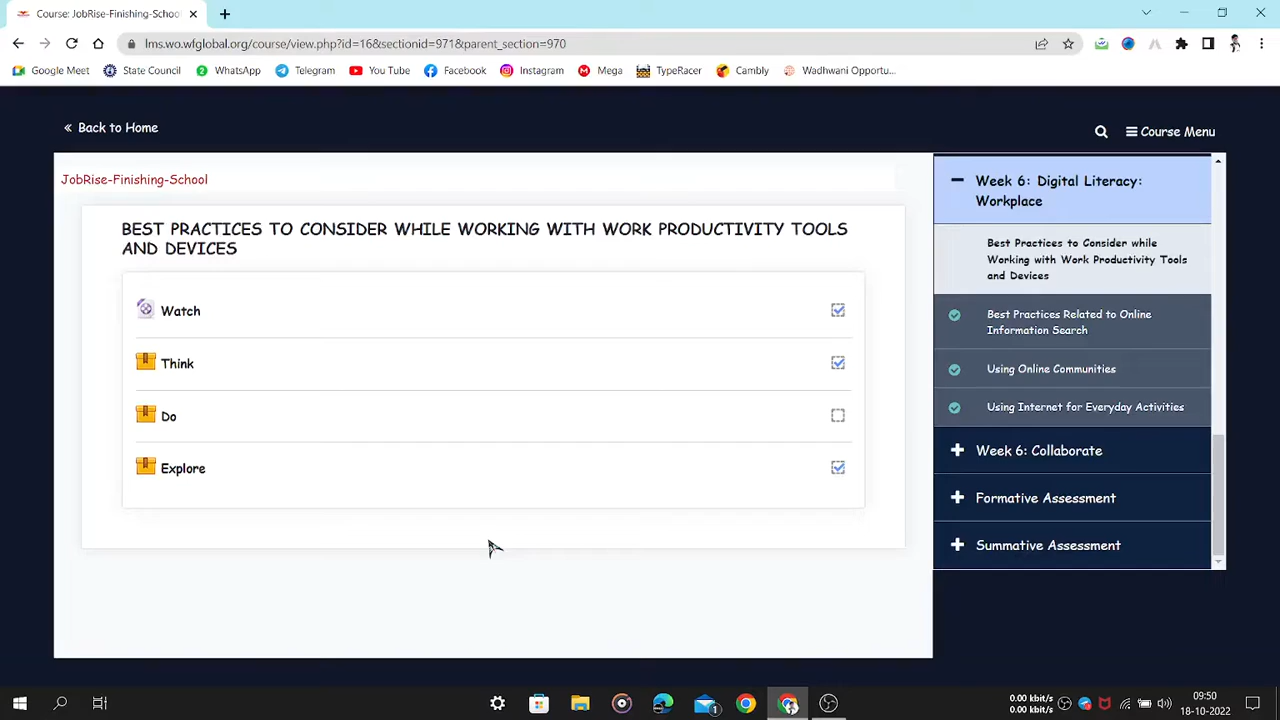 Course: JobRise-Finishing-Schoo
lms.wo.wfglobal.org/course/view.php?id=16&sectionid=971&parent_section=970
Google Meet
State Council
WhatsApp
Telegram
You Tube
Facebook
Instagram
Mega
TypeRacer
Cambly
Wadhwani Opportu...
« Back to Home
Course Menu
JobRise-Finishing-School
BEST PRACTICES TO CONSIDER WHILE WORKING WITH WORK PRODUCTIVITY TOOLS
AND DEVICES
Watch
Think
Do
Explore
Week 6: Digital Literacy:
Workplace
Best Practices to Consider while
Working with Work Productivity Tools
and Devices
Best Practices Related to Online
Information Search
Using Online Communities
Using Internet for Everyday Activities
Week 6: Collaborate
Formative Assessment
Summative Assessment
1
0.00 kbit/s
0.00 kbit/s
09:50
18-10-2022